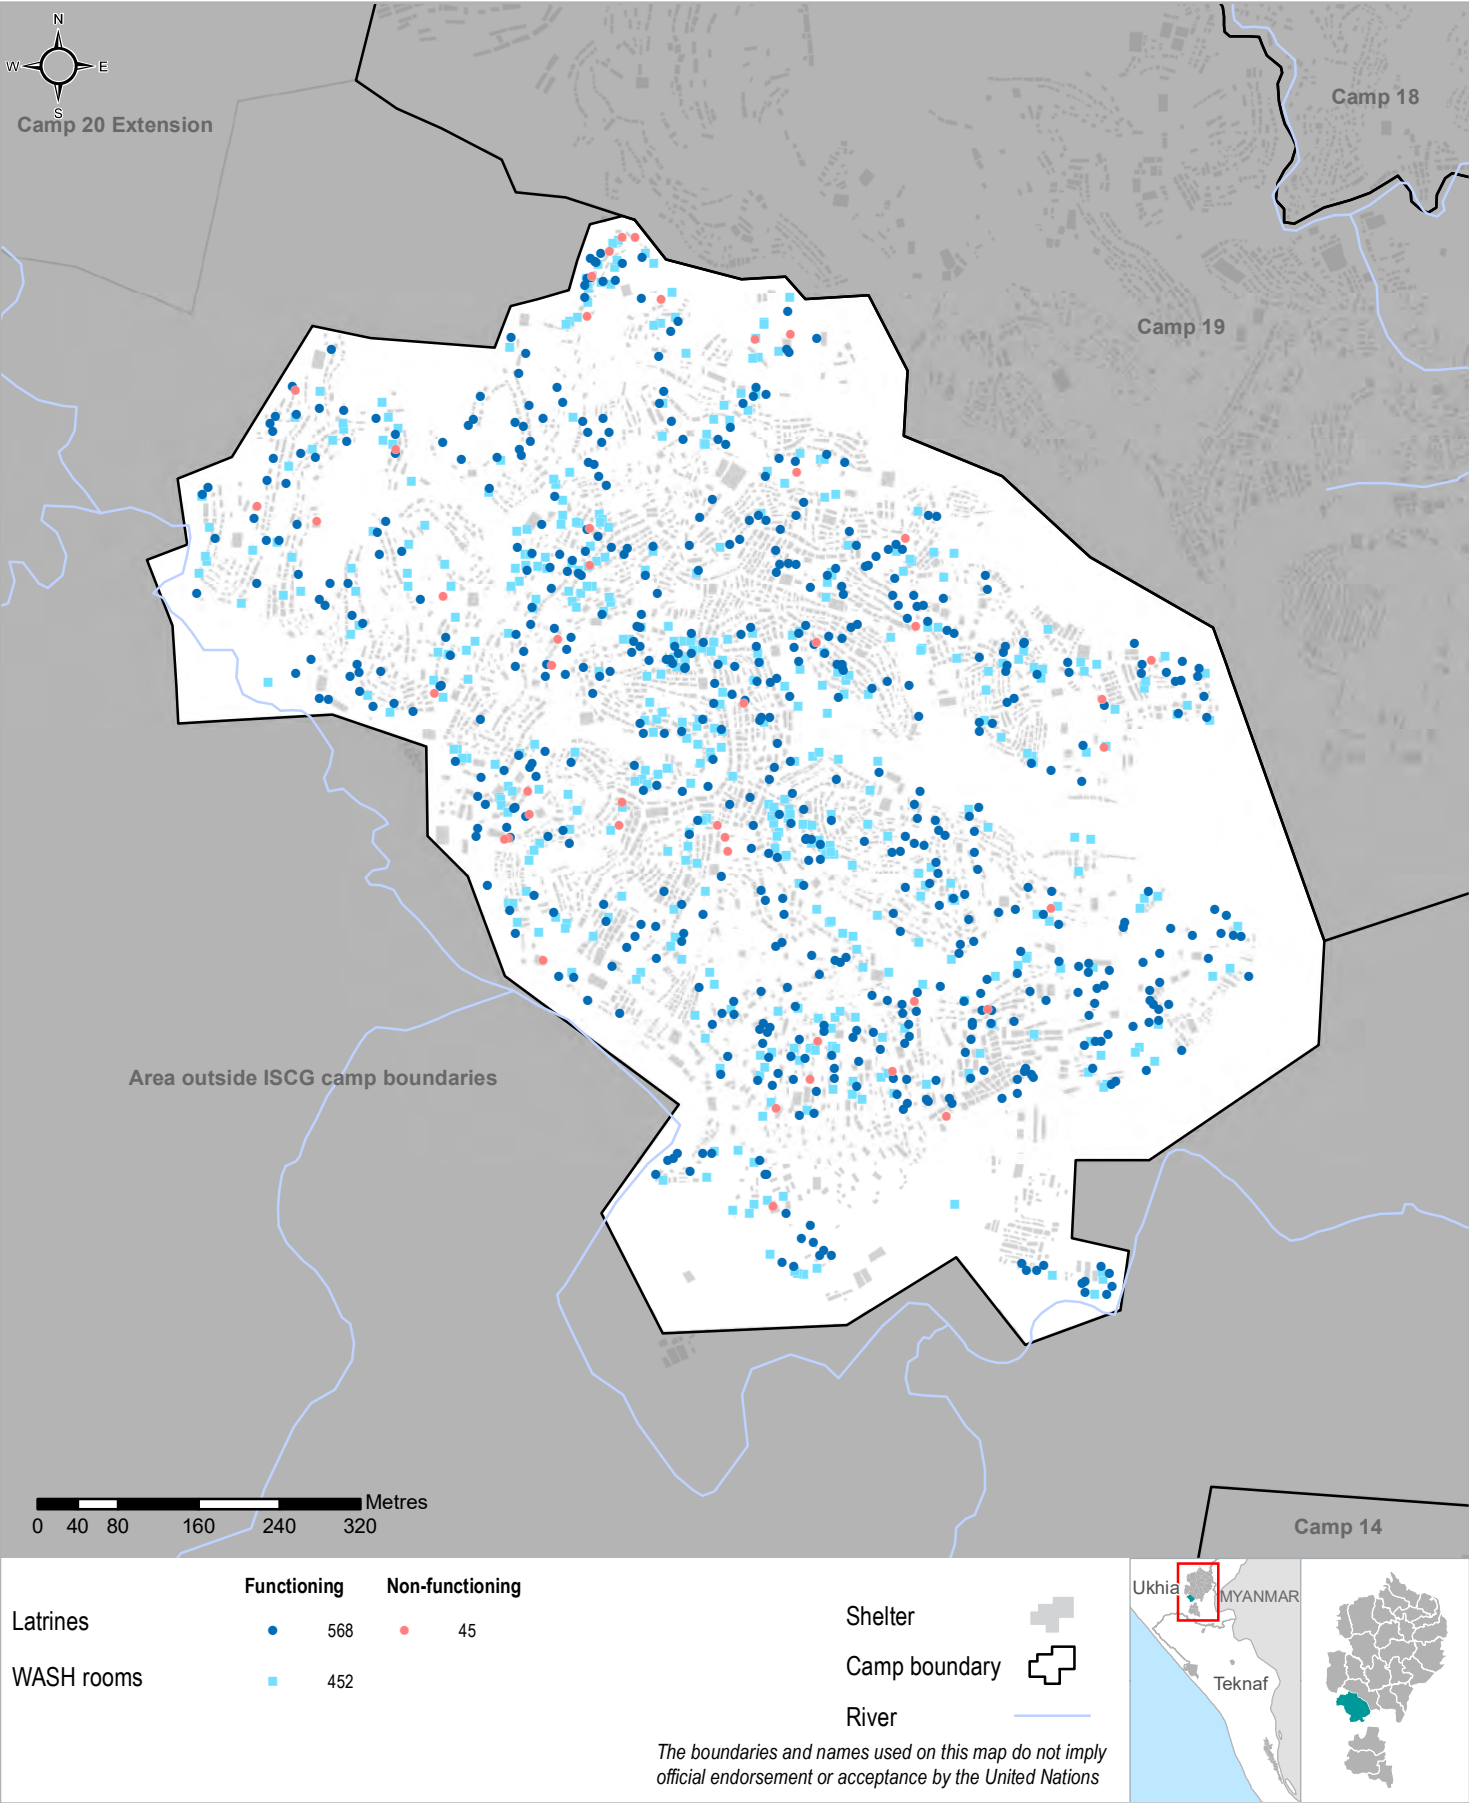 N
W E
S
Camp 20 Extension
Camp 18
Camp 19
Area outside ISCG camp boundaries
Metres
0 40 80 160 240 320
Camp 14
Functioning Non-functioning
Latrines 568 45
WASH rooms 452
Shelter
Camp boundary
River
The boundaries and names used on this map do not imply
official endorsement or acceptance by the United Nations
Ukhia
MYANMAR
Teknaf